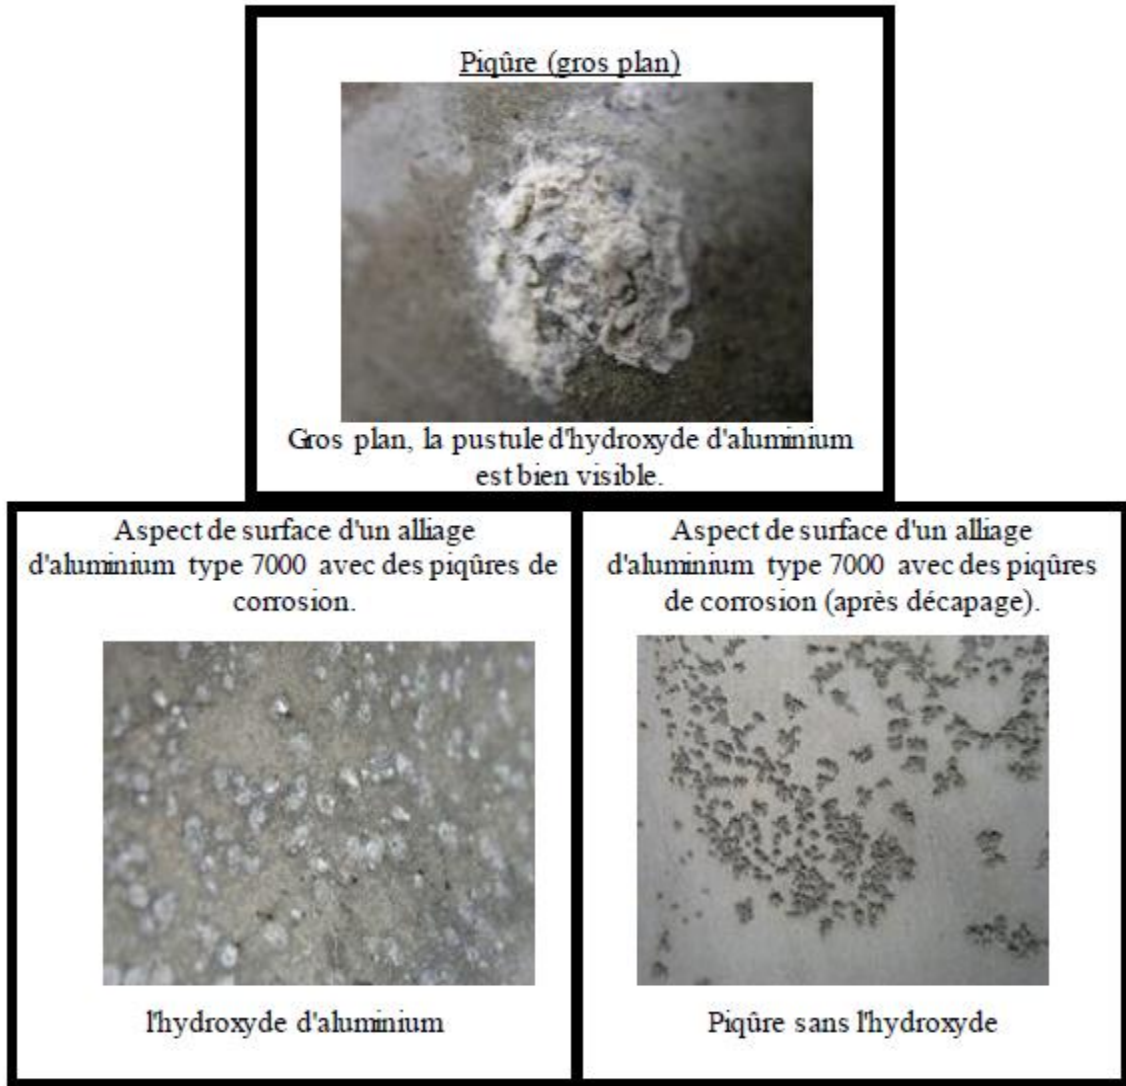 Piqûre (gros plan)
Gros plan, la pustule d'hydroxyde d'aluminium
est bien visible.
Aspect de surface d'un alliage
d'aluminium type 7000 avec des piqûres de
corrosion.
l'hydroxyde d'aluminium
Aspect de surface d'un alliage
d'aluminium type 7000 avec des piqûres
de corrosion (après décapage).
Piqûre sans l'hydroxyde